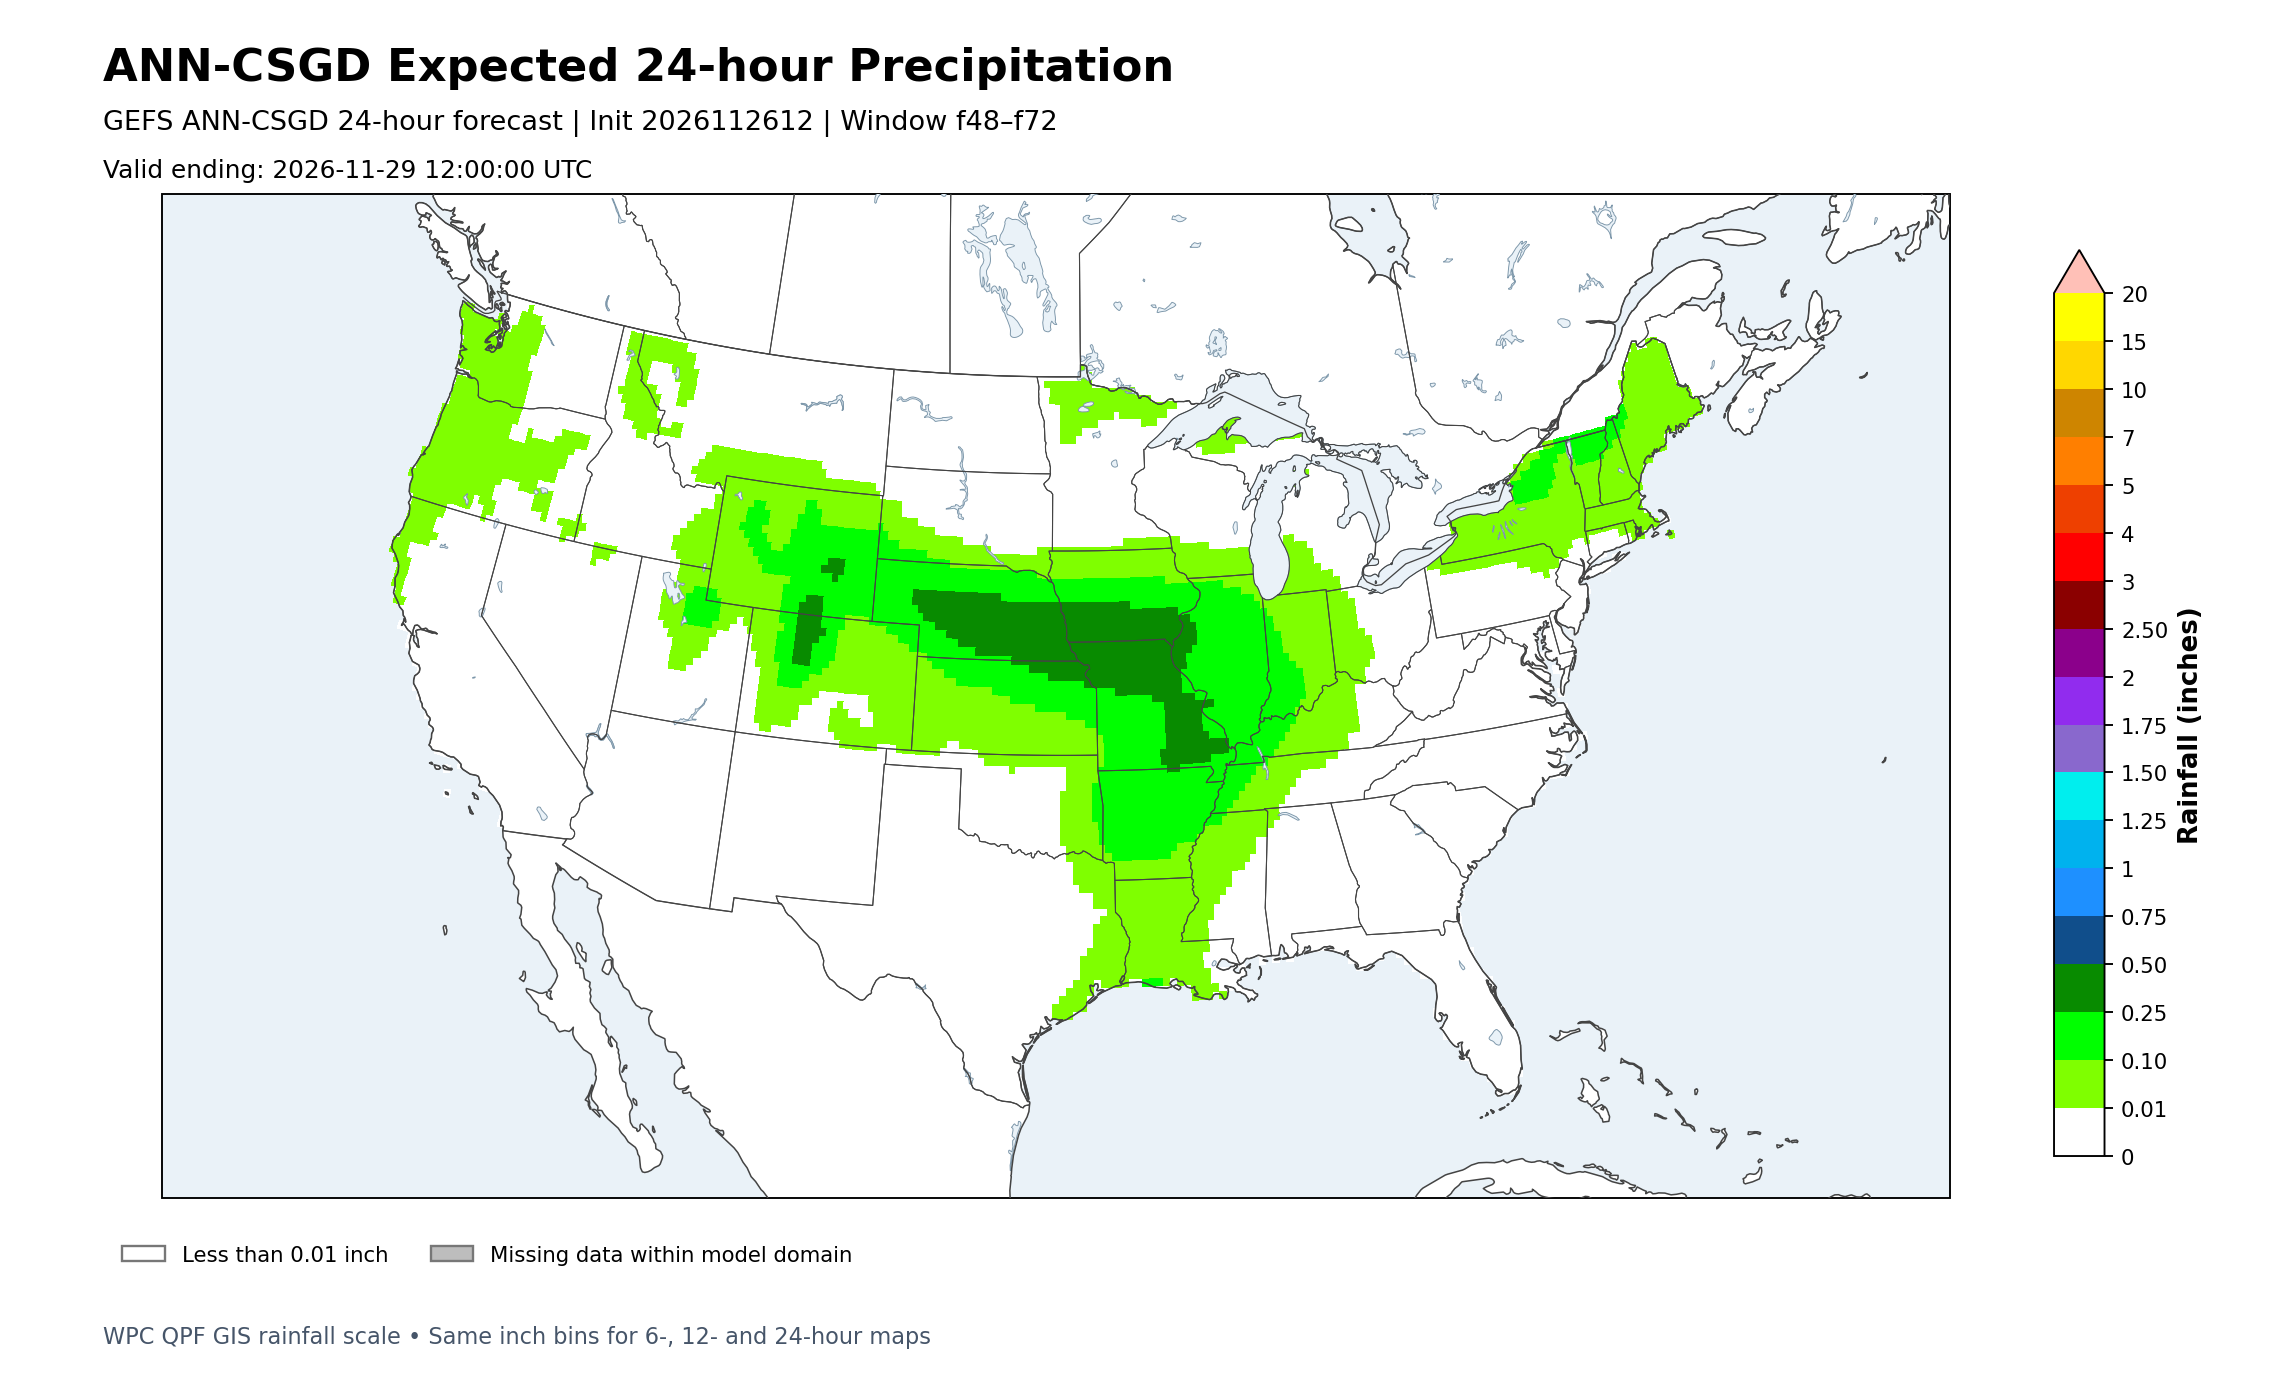 ANN-CSGD Expected 24-hour Precipitation
GEFS ANN-CSGD 24-hour forecast | Init 2026112612 | Window f48–f72
Valid ending: 2026-11-29 12:00:00 UTC
20
15
10
7
5
4
3
2.50
2
1.75
1.50
1.25
1
0.75
0.50
0.25
0.10
0.01
0
Rainfall (inches)
Less than 0.01 inch
Missing data within model domain
WPC QPF GIS rainfall scale • Same inch bins for 6-, 12- and 24-hour maps